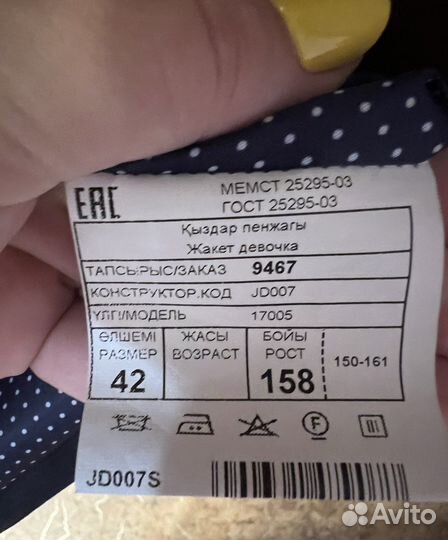 EAC
МЕМСТ 25295-03
ГОСТ 25295-03
Қыздар пенжагы
Жакет девочка
ТАПСЫРЫС/ЗАКАЗ 9467
КОНСТРУКТОР.КОД JD007
ҮЛГІ/МОДЕЛЬ 17005
ӨЛШЕМІ ЖАСЫ БОЙЫ
РАЗМЕР ВОЗРАСТ РОСТ 150-161
42 158
F
JD007S
Avito